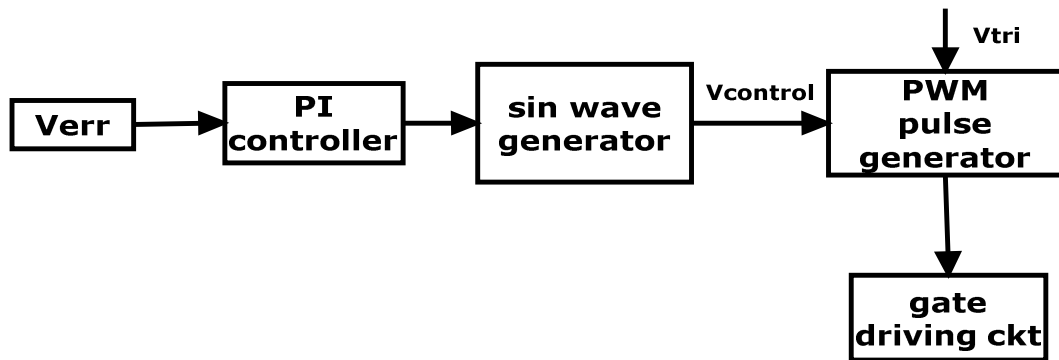 Verr
PI
controller
sin wave
generator
Vcontrol
Vtri
PWM
pulse
generator
gate
driving ckt